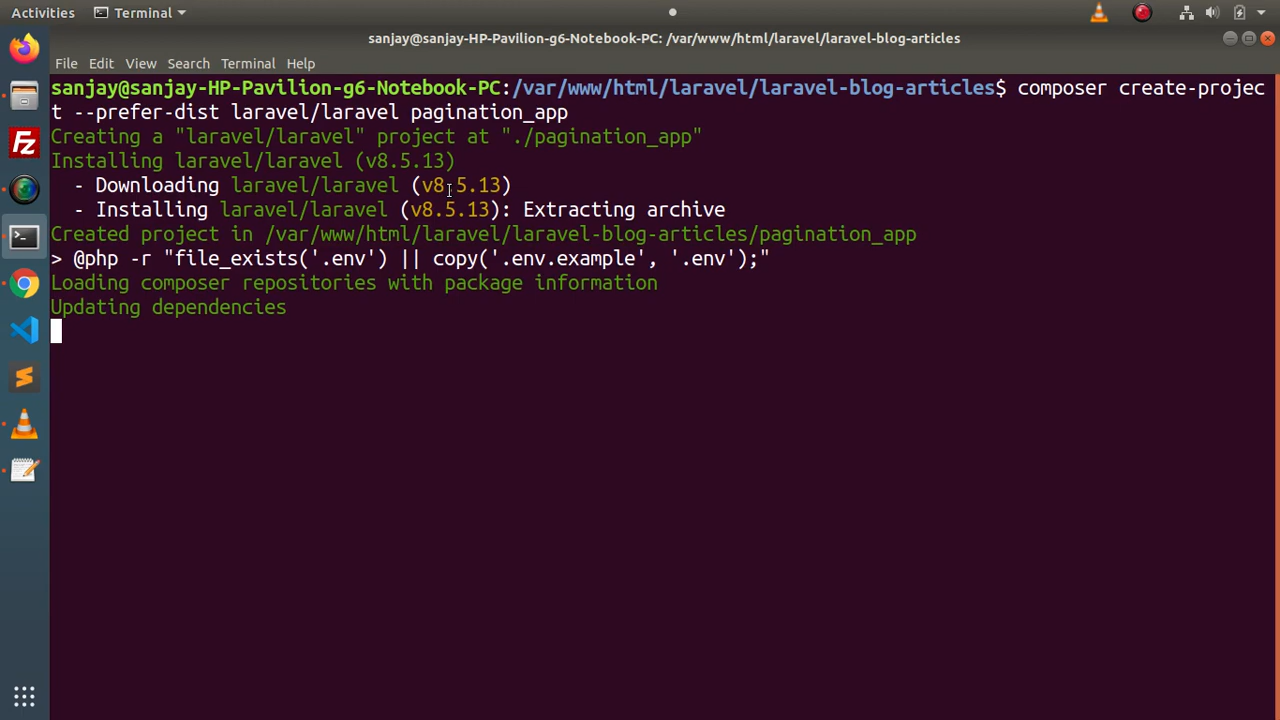 Activities Terminal
sanjay@sanjay-HP-Pavilion-g6-Notebook-PC: /var/www/html/laravel/laravel-blog-articles
File Edit View Search Terminal Help
sanjay@sanjay-HP-Pavilion-g6-Notebook-PC:/var/www/html/laravel/laravel-blog-articles$ composer create-projec
t --prefer-dist laravel/laravel pagination_app
Creating a "laravel/laravel" project at "./pagination_app"
Installing laravel/laravel (v8.5.13)
- Downloading laravel/laravel (v8.5.13)
- Installing laravel/laravel (v8.5.13): Extracting archive
Created project in /var/www/html/laravel/laravel-blog-articles/pagination_app
> @php -r "file_exists('.env') || copy('.env.example', '.env');"
Loading composer repositories with package information
Updating dependencies